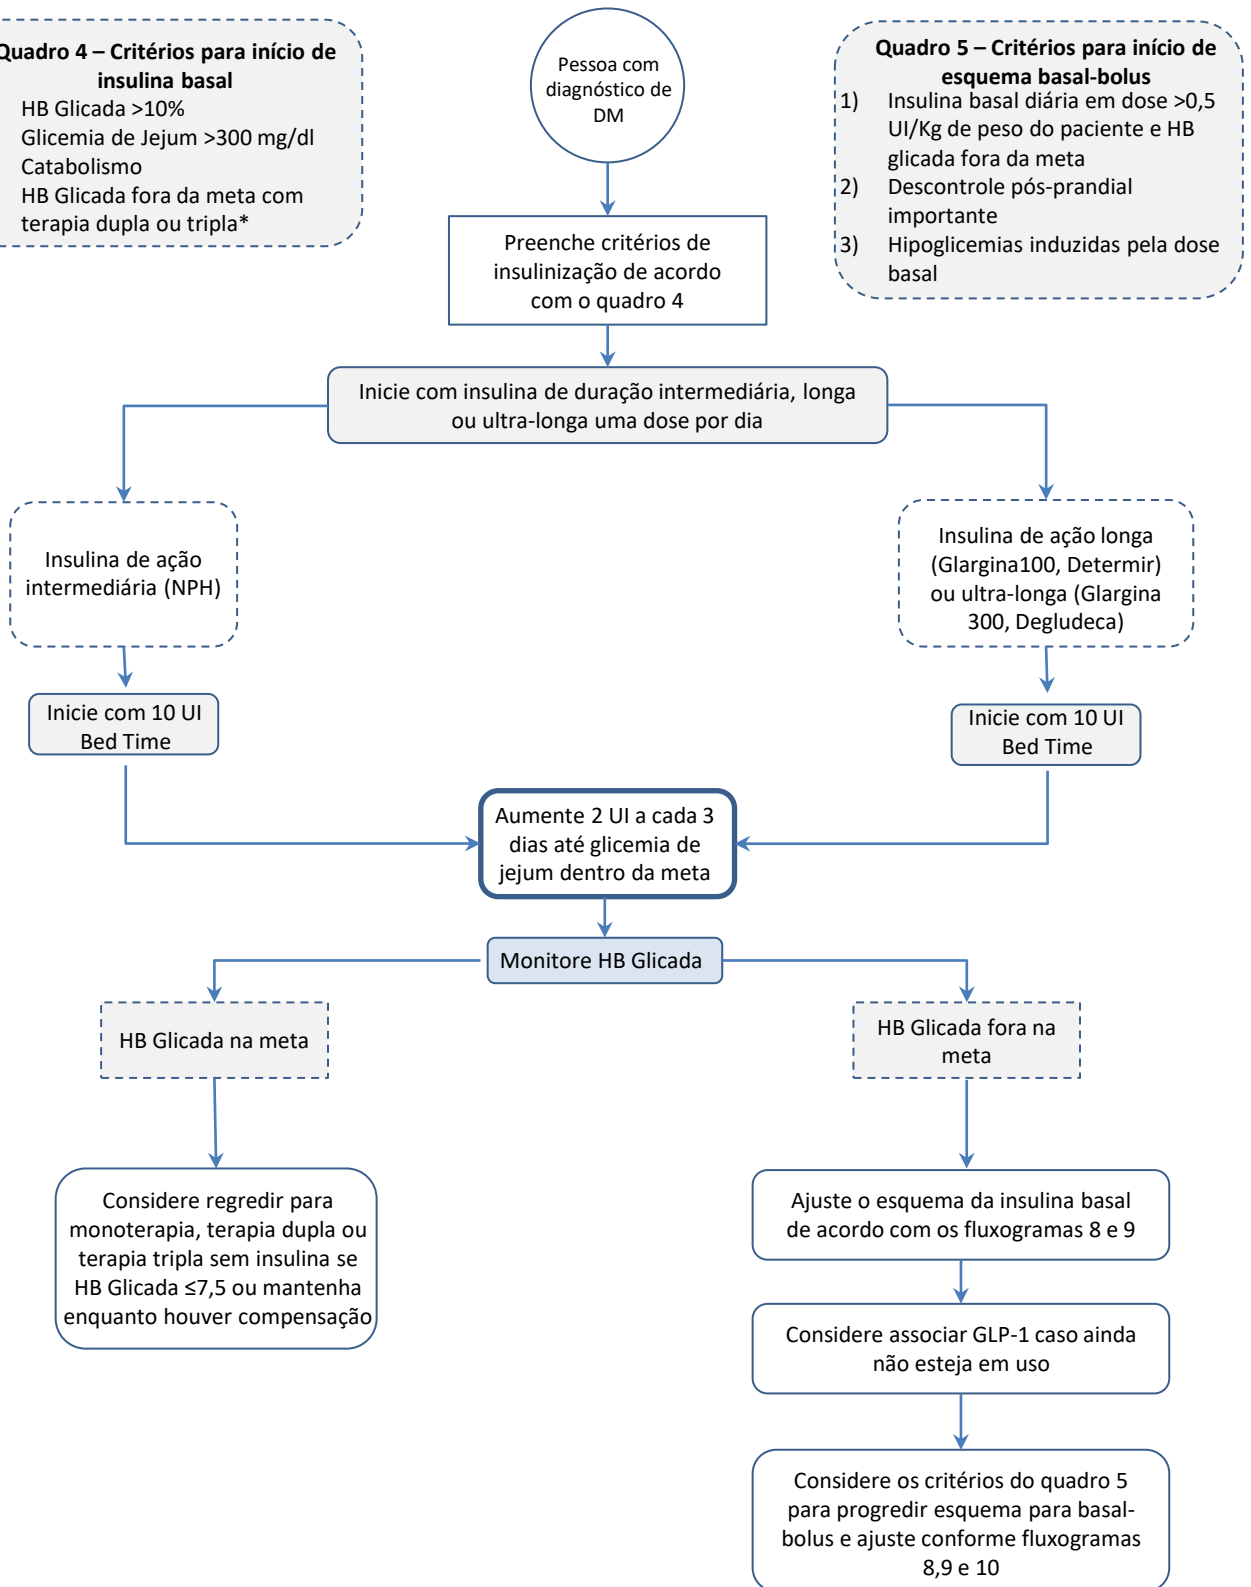 Quadro 4 – Critérios para início de
insulina basal
HB Glicada >10%
Glicemia de Jejum >300 mg/dl
Catabolismo
HB Glicada fora da meta com
terapia dupla ou tripla*
Pessoa com
diagnóstico de
DM
Quadro 5 – Critérios para início de
esquema basal-bolus
1) Insulina basal diária em dose >0,5
UI/Kg de peso do paciente e HB
glicada fora da meta
2) Descontrole pós-prandial
importante
3) Hipoglicemias induzidas pela dose
basal
Preenche critérios de
insulinização de acordo
com o quadro 4
Inicie com insulina de duração intermediária, longa
ou ultra-longa uma dose por dia
Insulina de ação
intermediária (NPH)
Insulina de ação longa
(Glargina100, Determir)
ou ultra-longa (Glargina
300, Degludeca)
Inicie com 10 UI
Bed Time
Inicie com 10 UI
Bed Time
Aumente 2 UI a cada 3
dias até glicemia de
jejum dentro da meta
Monitore HB Glicada
HB Glicada na meta
HB Glicada fora na
meta
Considere regredir para
monoterapia, terapia dupla ou
terapia tripla sem insulina se
HB Glicada ≤7,5 ou mantenha
enquanto houver compensação
Ajuste o esquema da insulina basal
de acordo com os fluxogramas 8 e 9
Considere associar GLP-1 caso ainda
não esteja em uso
Considere os critérios do quadro 5
para progredir esquema para basal-
bolus e ajuste conforme fluxogramas
8,9 e 10